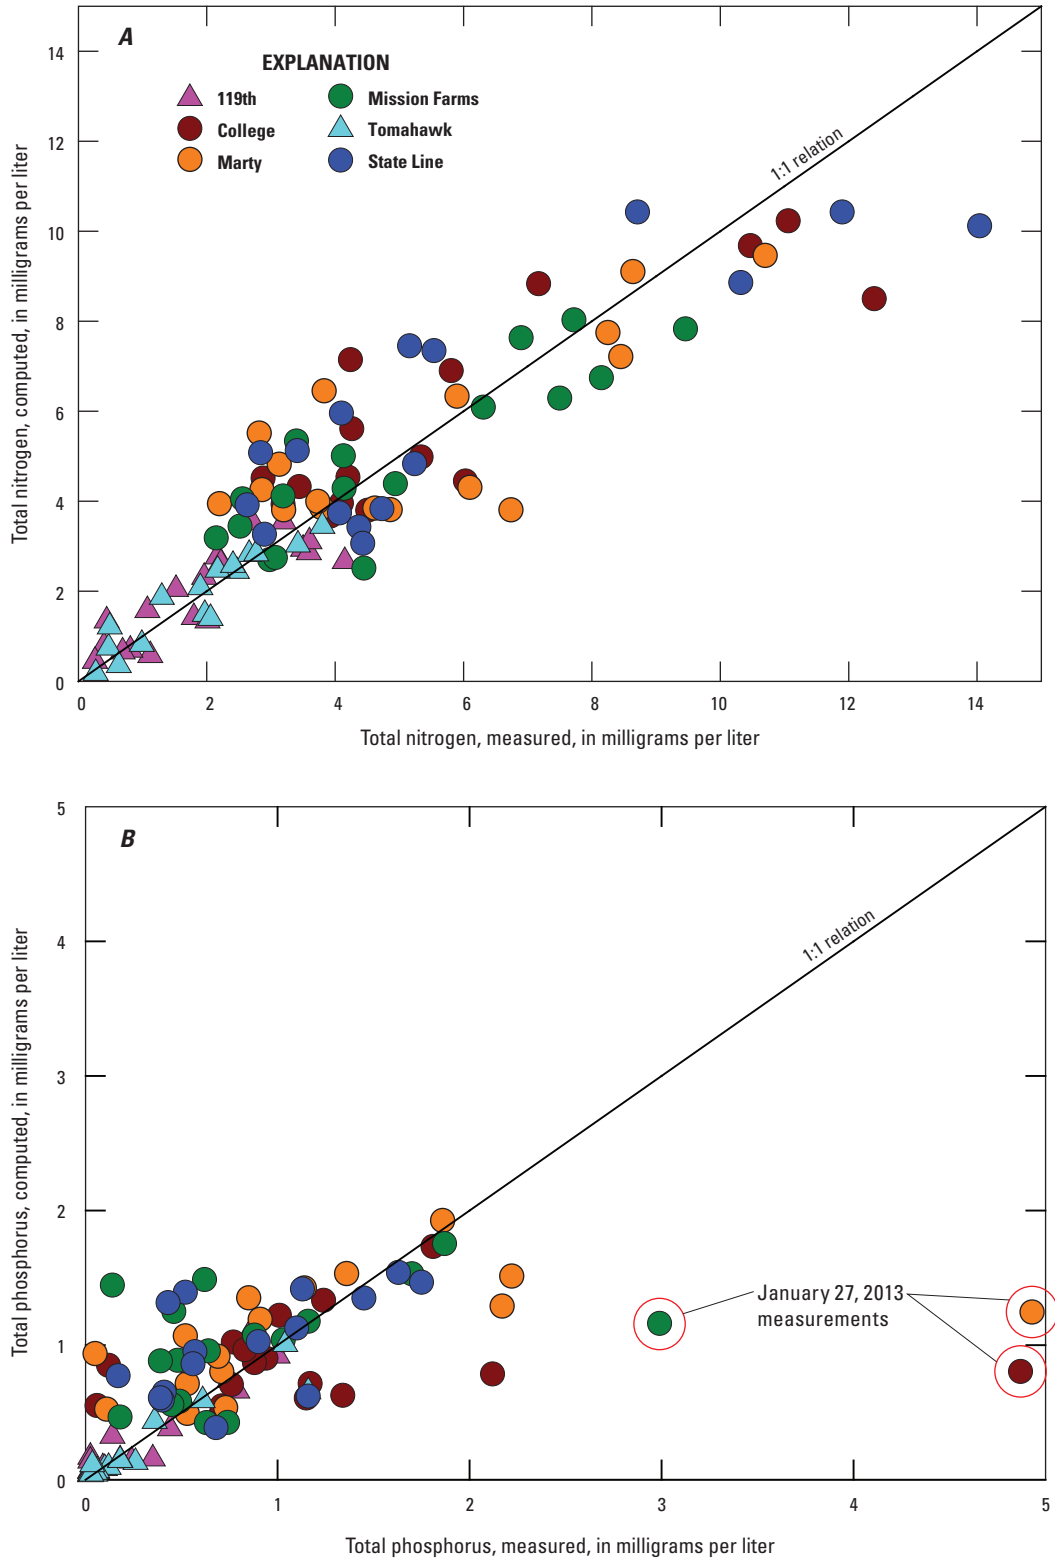 A
EXPLANATION
119th
College
Marty
Mission Farms
Tomahawk
State Line
1:1 relation
14
12
10
8
6
4
2
0
Total nitrogen, computed, in milligrams per liter
0 2 4 6 8 10 12 14
Total nitrogen, measured, in milligrams per liter
B
1:1 relation
January 27, 2013
measurements
5
4
3
2
1
0
Total phosphorus, computed, in milligrams per liter
0 1 2 3 4 5
Total phosphorus, measured, in milligrams per liter